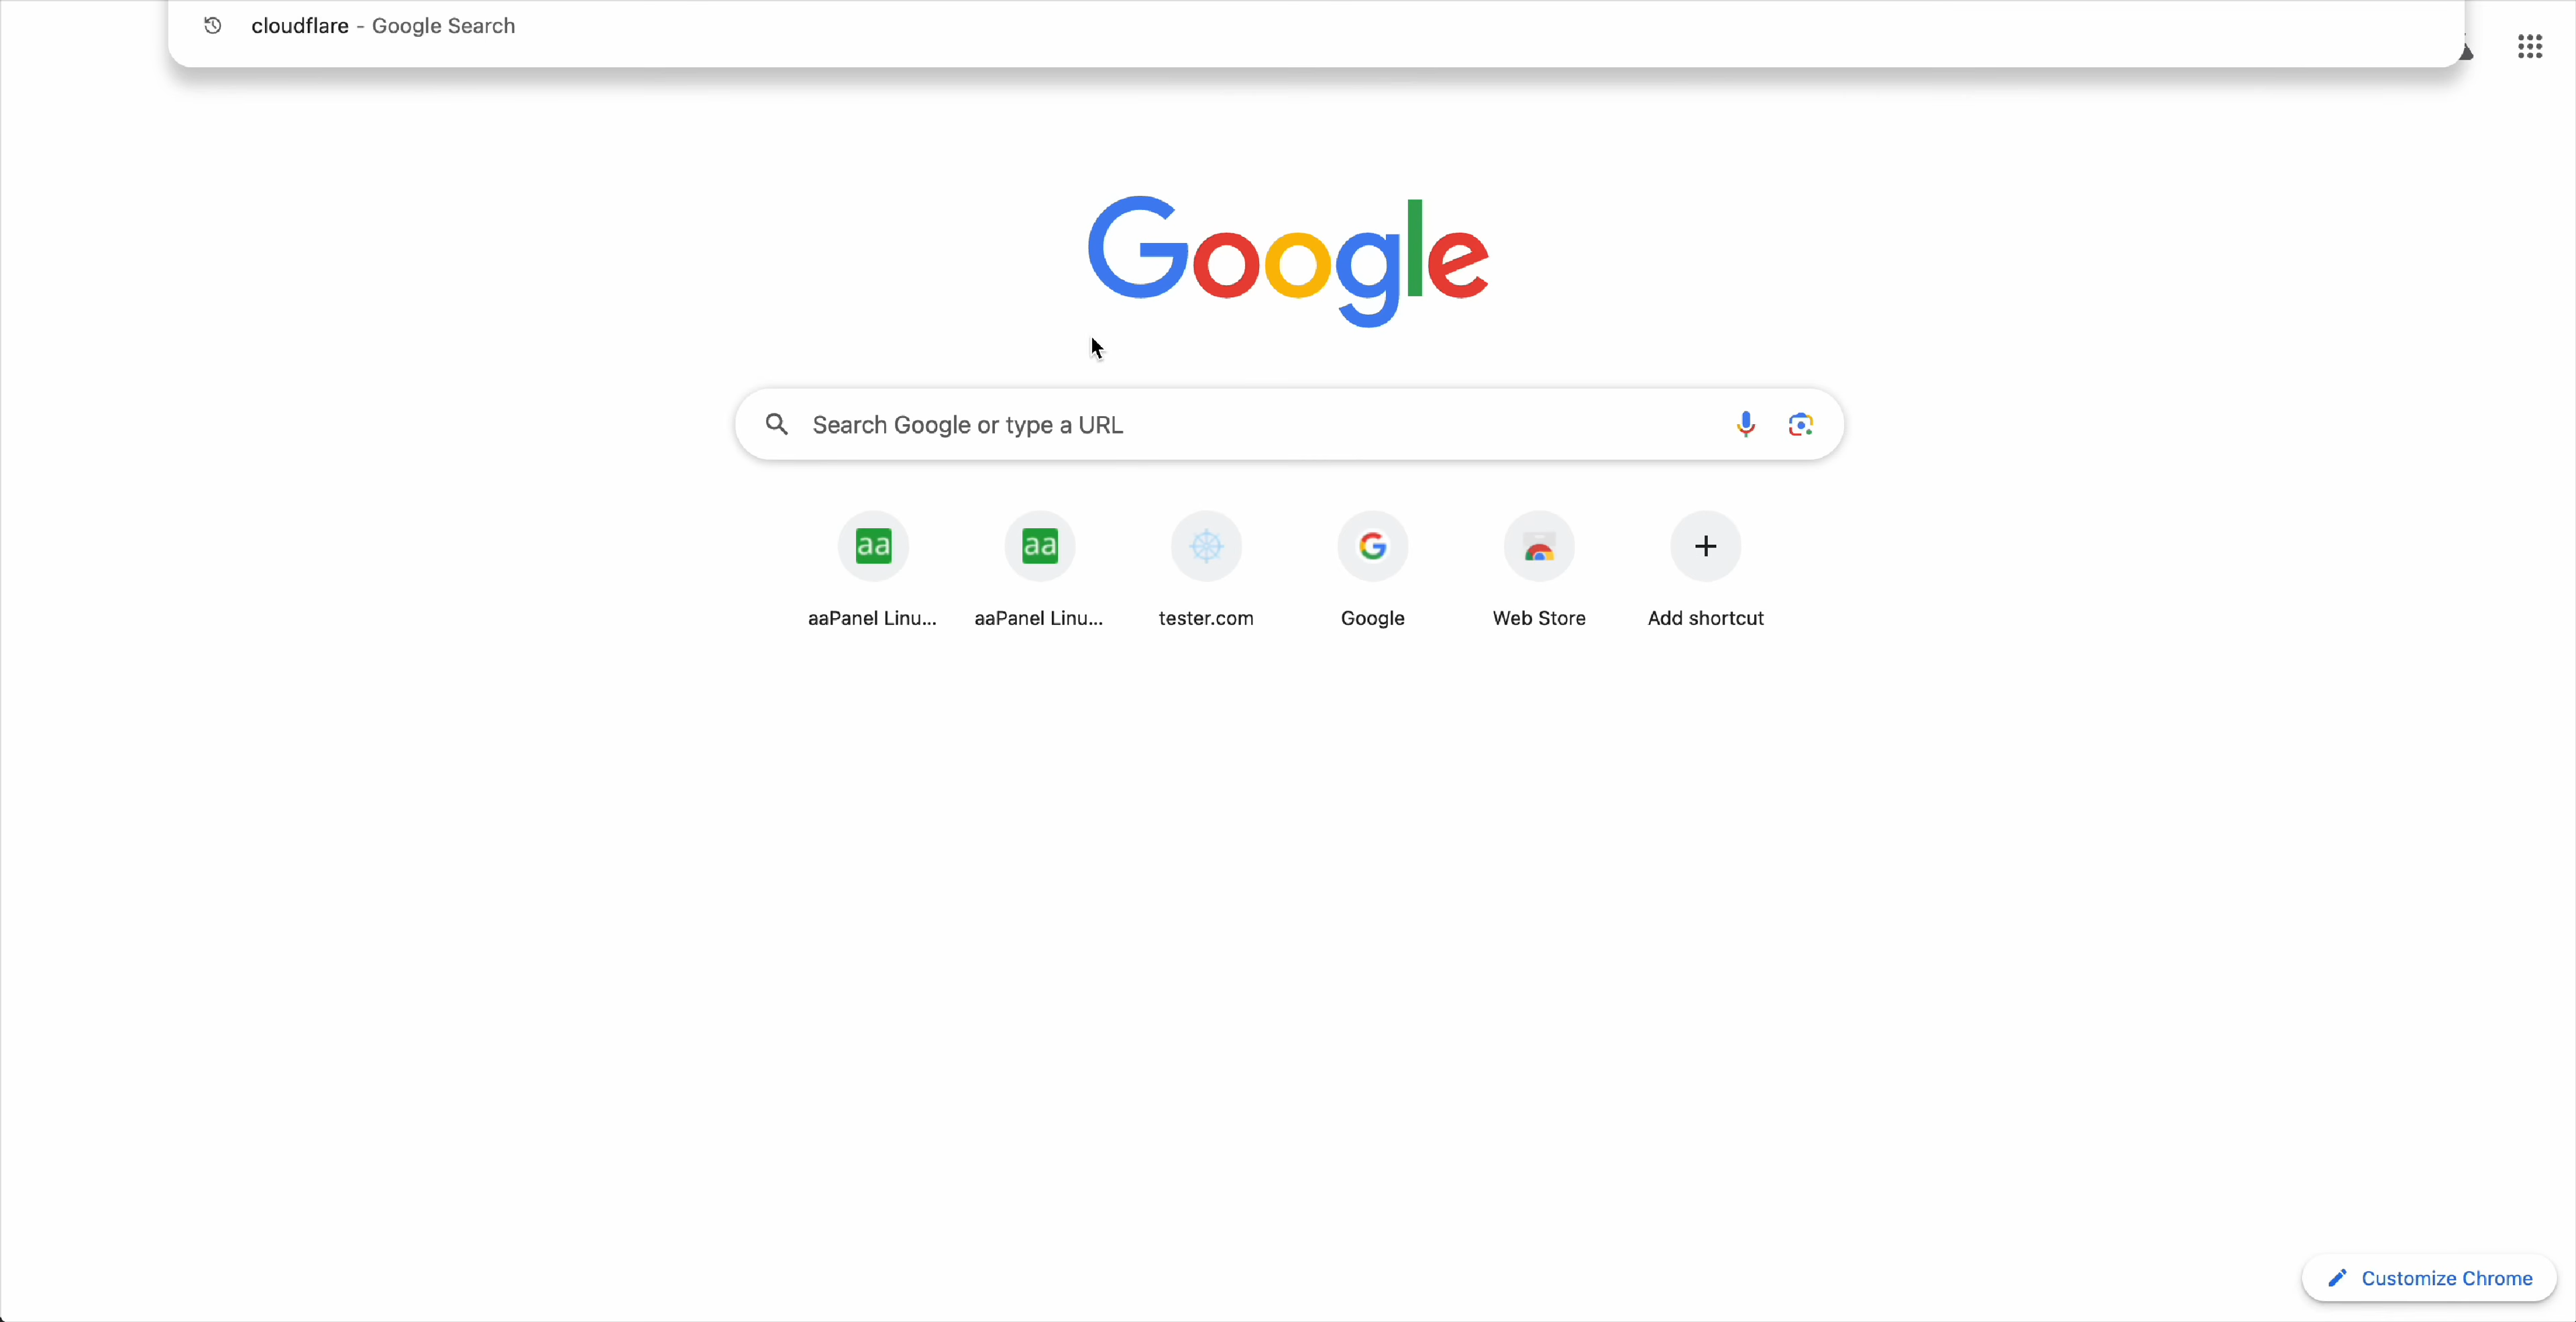 cloudflare - Google Search
Google
Search Google or type a URL
aa
aa
aaPanel Linu...
aaPanel Linu...
tester.com
Google
Web Store
Add shortcut
Customize Chrome